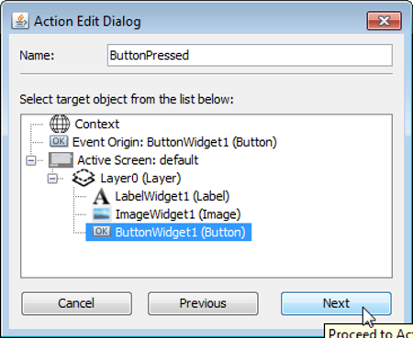 Action Edit Dialog
Name: ButtonPressed
Select target object from the list below:
Context
OK Event Origin: ButtonWidget1 (Button)
Active Screen: default
Layer0 (Layer)
A LabelWidget1 (Label)
ImageWidget1 (Image)
OK ButtonWidget1 (Button)
Cancel Previous Next
Proceed to Ac